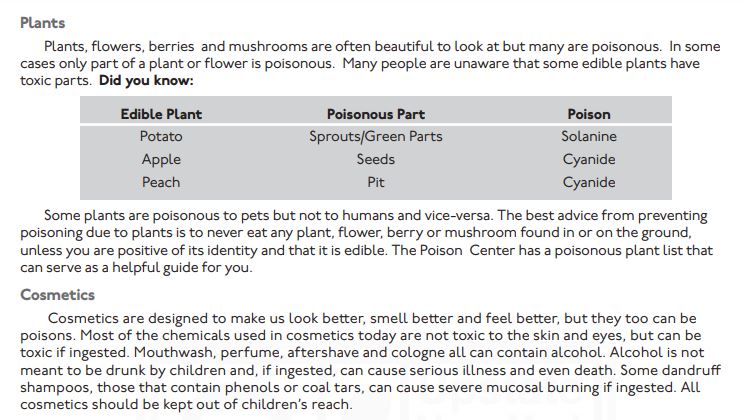 Plants
Plants, flowers, berries and mushrooms are often beautiful to look at but many are poisonous. In some
cases only part of a plant or flower is poisonous. Many people are unaware that some edible plants have
toxic parts. Did you know:
Edible Plant Poisonous Part Poison
Potato Sprouts/Green Parts Solanine
Apple Seeds Cyanide
Peach Pit Cyanide
Some plants are poisonous to pets but not to humans and vice-versa. The best advice from preventing
poisoning due to plants is to never eat any plant, flower, berry or mushroom found in or on the ground,
unless you are positive of its identity and that it is edible. The Poison Center has a poisonous plant list that
can serve as a helpful guide for you.
Cosmetics
Cosmetics are designed to make us look better, smell better and feel better, but they too can be
poisons. Most of the chemicals used in cosmetics today are not toxic to the skin and eyes, but can be
toxic if ingested. Mouthwash, perfume, aftershave and cologne all can contain alcohol. Alcohol is not
meant to be drunk by children and, if ingested, can cause serious illness and even death. Some dandruff
shampoos, those that contain phenols or coal tars, can cause severe mucosal burning if ingested. All
cosmetics should be kept out of children's reach.